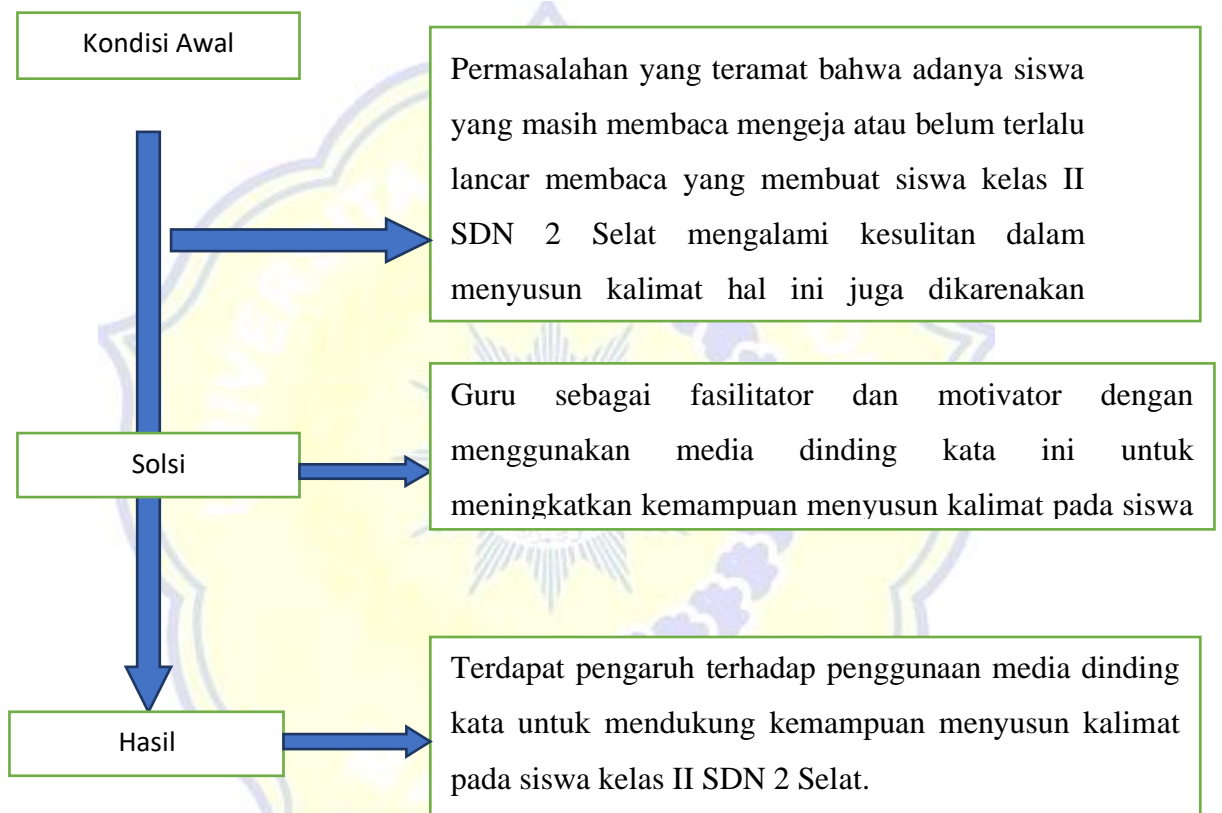 Kondisi Awal
Permasalahan yang teramat bahwa adanya siswa
yang masih membaca mengeja atau belum terlalu
lancar membaca yang membuat siswa kelas II
SDN 2 Selat mengalami kesulitan dalam
menyusun kalimat hal ini juga dikarenakan
Solsi
Guru sebagai fasilitator dan motivator dengan
menggunakan media dinding kata ini untuk
meningkatkan kemampuan menyusun kalimat pada siswa
Hasil
Terdapat pengaruh terhadap penggunaan media dinding
kata untuk mendukung kemampuan menyusun kalimat
pada siswa kelas II SDN 2 Selat.